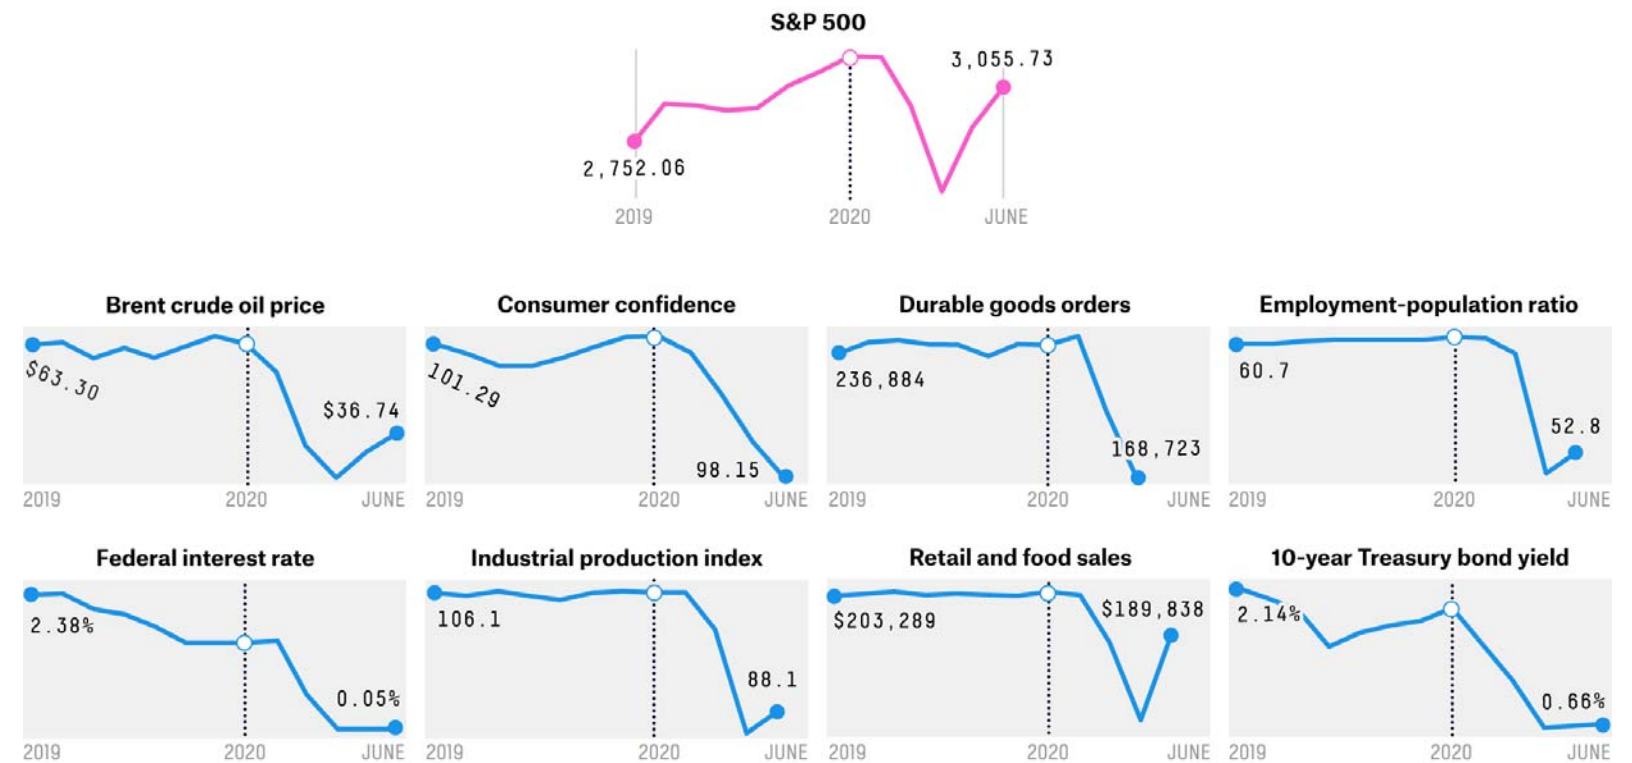 S&P 500
3,055.73
2,752.06
2019 2020 JUNE
Brent crude oil price
$63.30
$36.74
2019 2020 JUNE
Consumer confidence
101.29
98.15
2019 2020 JUNE
Durable goods orders
236,884
168,723
2019 2020 JUNE
Employment-population ratio
60.7
52.8
2019 2020 JUNE
Federal interest rate
2.38%
0.05%
2019 2020 JUNE
Industrial production index
106.1
88.1
2019 2020 JUNE
Retail and food sales
$203,289
$189,838
2019 2020 JUNE
10-year Treasury bond yield
2.14%
0.66%
2019 2020 JUNE